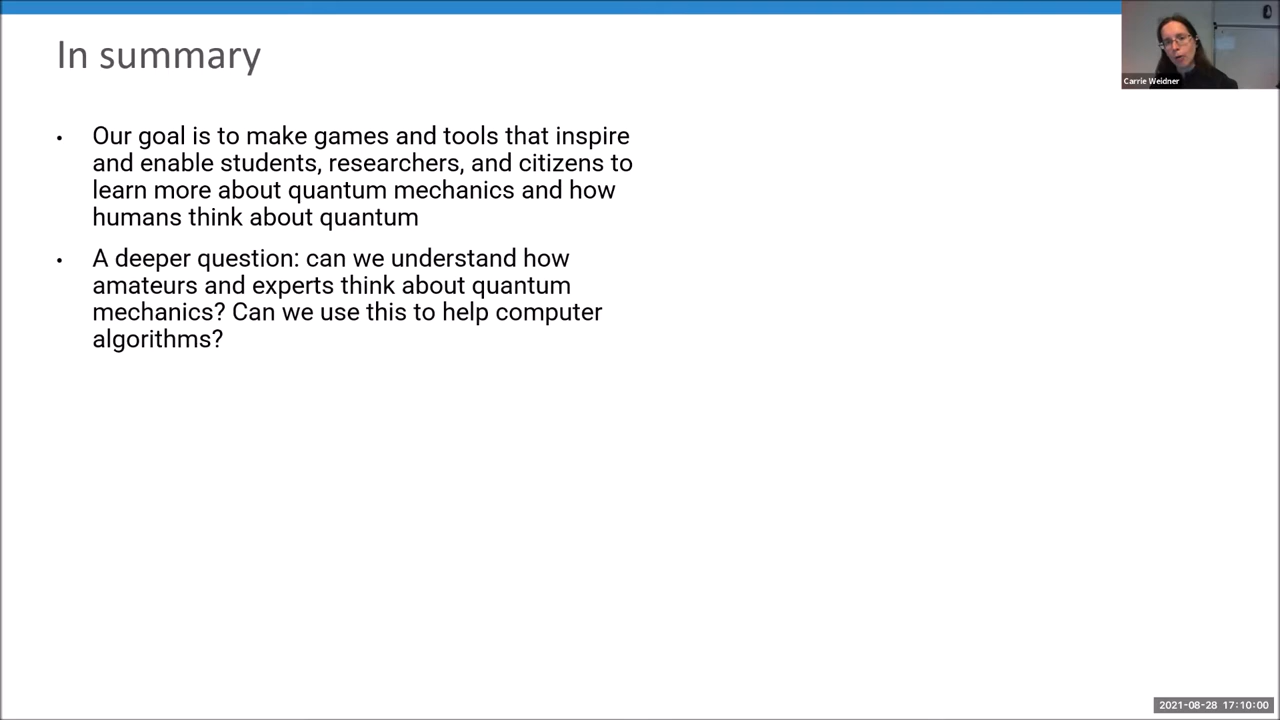 In summary
Carrie Weidner
• Our goal is to make games and tools that inspire
and enable students, researchers, and citizens to
learn more about quantum mechanics and how
humans think about quantum
• A deeper question: can we understand how
amateurs and experts think about quantum
mechanics? Can we use this to help computer
algorithms?
2021-08-28 17:10:00